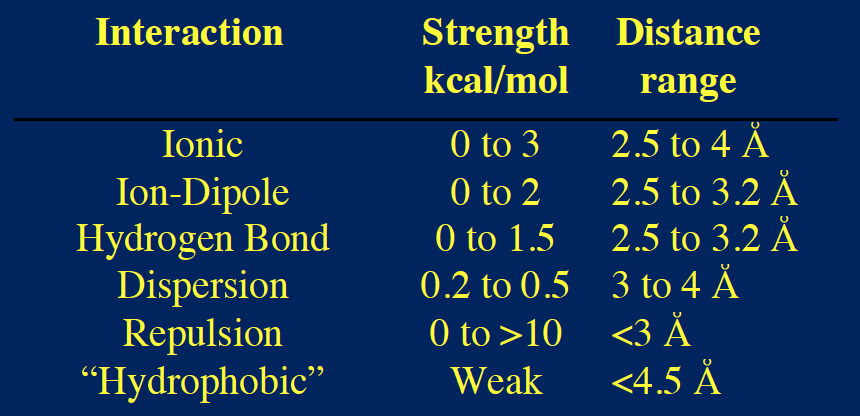 Interaction Strength Distance
kcal/mol range
Ionic 0 to 3 2.5 to 4 Å
Ion-Dipole 0 to 2 2.5 to 3.2 Å
Hydrogen Bond 0 to 1.5 2.5 to 3.2 Å
Dispersion 0.2 to 0.5 3 to 4 Å
Repulsion 0 to >10 <3 Å
“Hydrophobic” Weak <4.5 Å